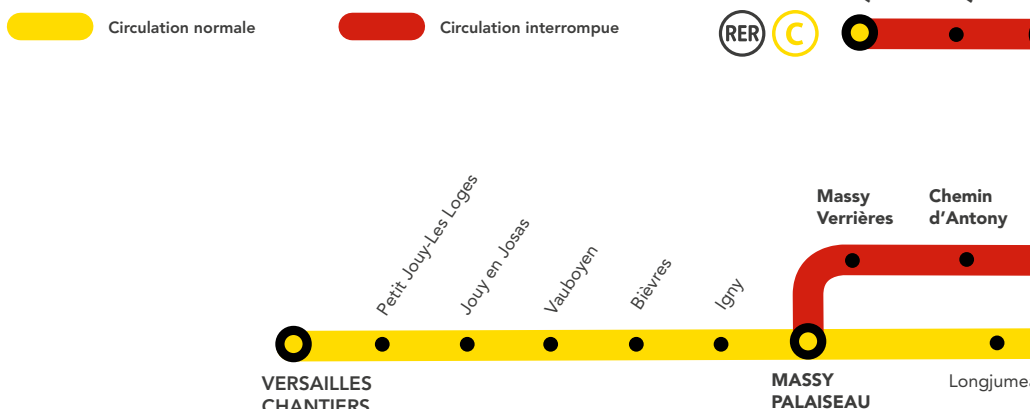 Circulation normale
Circulation interrompue
RER C
Massy
Verrières
Chemin
d'Antony
Petit Jouy-Les Loges
Jouy en Josas
Vauboyen
Bièvres
Igny
VERSAILLES
CHANTIERS
MASSY
PALAISEAU